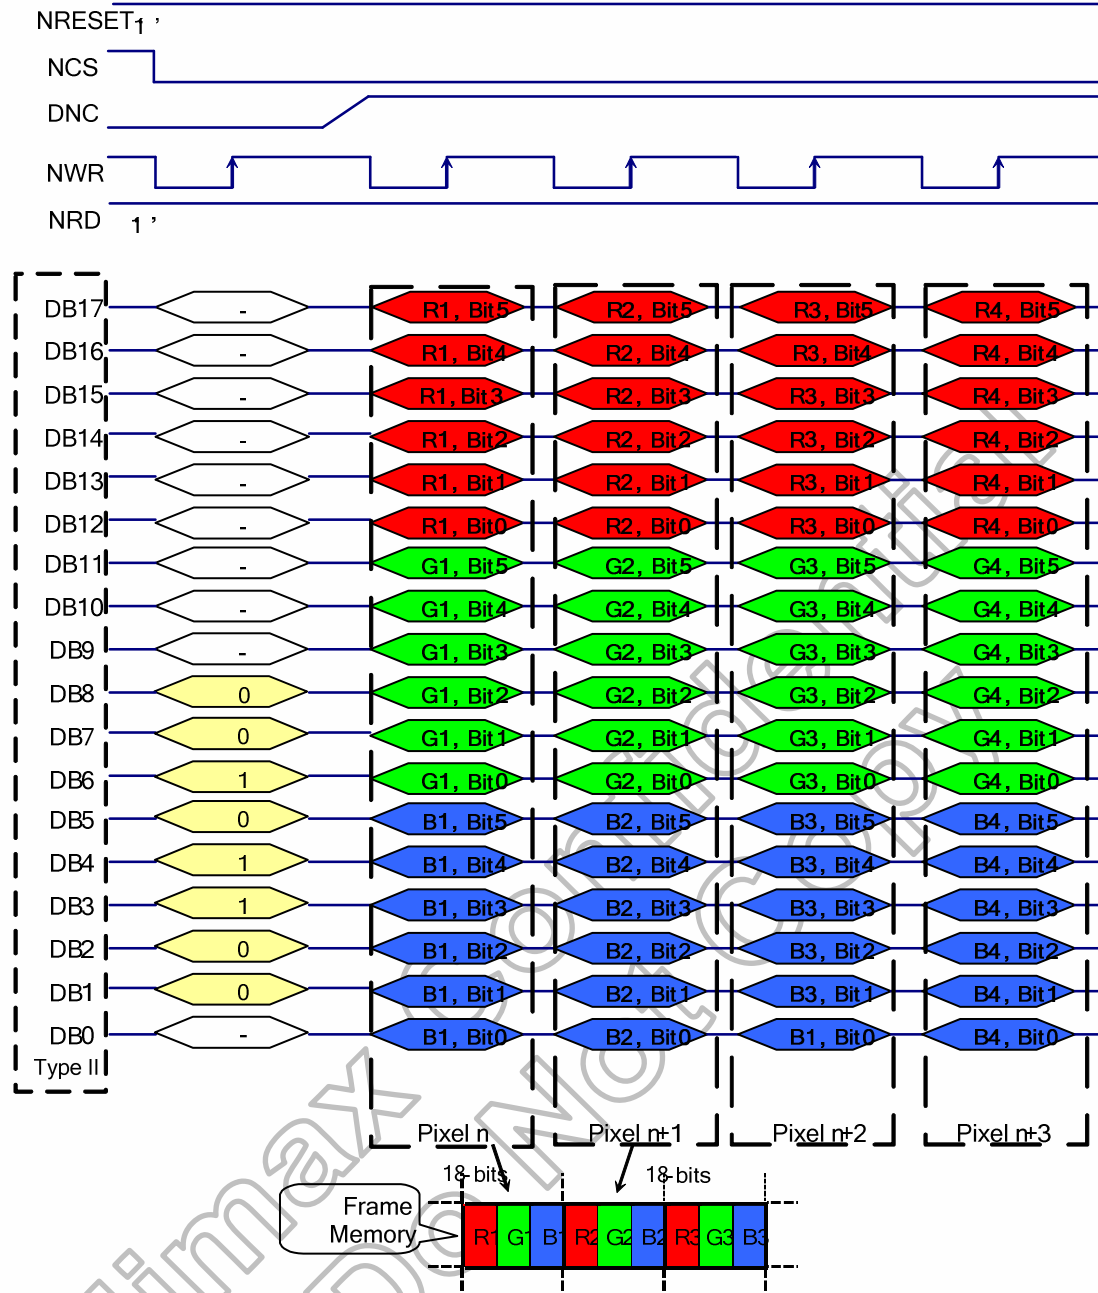 NRESET '1'
NCS
DNC
NWR
NRD '1'
DB17 - R1, Bit5 R2, Bit5 R3, Bit5 R4, Bit5
DB16 - R1, Bit4 R2, Bit4 R3, Bit4 R4, Bit4
DB15 - R1, Bit3 R2, Bit3 R3, Bit3 R4, Bit3
DB14 - R1, Bit2 R2, Bit2 R3, Bit2 R4, Bit2
DB13 - R1, Bit1 R2, Bit1 R3, Bit1 R4, Bit1
DB12 - R1, Bit0 R2, Bit0 R3, Bit0 R4, Bit0
DB11 - G1, Bit5 G2, Bit5 G3, Bit5 G4, Bit5
DB10 - G1, Bit4 G2, Bit4 G3, Bit4 G4, Bit4
DB9 - G1, Bit3 G2, Bit3 G3, Bit3 G4, Bit3
DB8 0 G1, Bit2 G2, Bit2 G3, Bit2 G4, Bit2
DB7 0 G1, Bit1 G2, Bit1 G3, Bit1 G4, Bit1
DB6 1 G1, Bit0 G2, Bit0 G3, Bit0 G4, Bit0
DB5 0 B1, Bit5 B2, Bit5 B3, Bit5 B4, Bit5
DB4 1 B1, Bit4 B2, Bit4 B3, Bit4 B4, Bit4
DB3 1 B1, Bit3 B2, Bit3 B3, Bit3 B4, Bit3
DB2 0 B1, Bit2 B2, Bit2 B3, Bit2 B4, Bit2
DB1 0 B1, Bit1 B2, Bit1 B3, Bit1 B4, Bit1
DB0 - B1, Bit0 B2, Bit0 B1, Bit0 B4, Bit0
Type II
Pixel n Pixel n+1 Pixel n+2 Pixel n+3
18-bits 18-bits
Frame
Memory
R1 G1 B1 R2 G2 B2 R3 G3 B3
Confidential
Do Not Copy